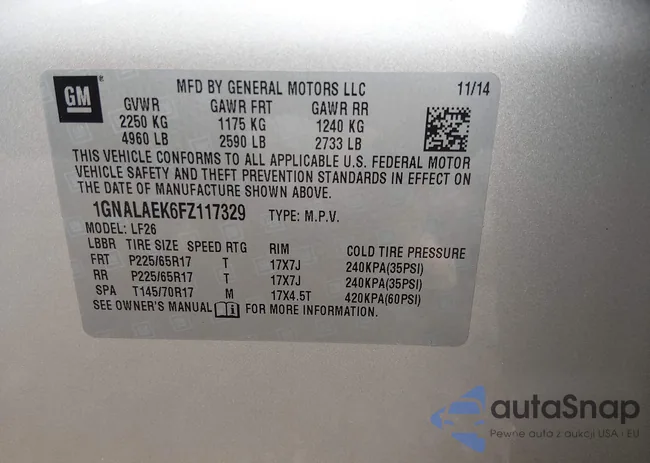 GM
MFD BY GENERAL MOTORS LLC 11/14
GVWR GAWR FRT GAWR RR
2250 KG 1175 KG 1240 KG
4960 LB 2590 LB 2733 LB
THIS VEHICLE CONFORMS TO ALL APPLICABLE U.S. FEDERAL MOTOR
VEHICLE SAFETY AND THEFT PREVENTION STANDARDS IN EFFECT ON
THE DATE OF MANUFACTURE SHOWN ABOVE.
1GNALAEK6FZ117329 TYPE: M.P.V.
MODEL: LF26
LBBR TIRE SIZE SPEED RTG RIM COLD TIRE PRESSURE
FRT P225/65R17 T 17X7J 240KPA(35PSI)
RR P225/65R17 T 17X7J 240KPA(35PSI)
SPA T145/70R17 M 17X4.5T 420KPA(60PSI)
SEE OWNER'S MANUAL FOR MORE INFORMATION.
autaSnap
Pewne auta z aukcji USA i EU